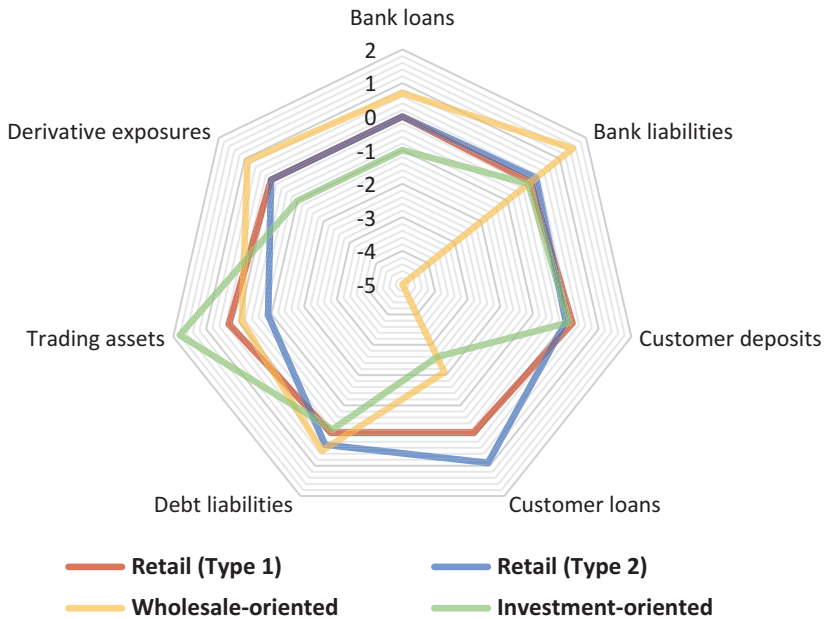 Bank loans
2
1
0
-1
-2
-3
-4
-5
Derivative exposures
Bank liabilities
Trading assets
Customer deposits
Debt liabilities
Customer loans
Retail (Type 1)
Retail (Type 2)
Wholesale-oriented
Investment-oriented